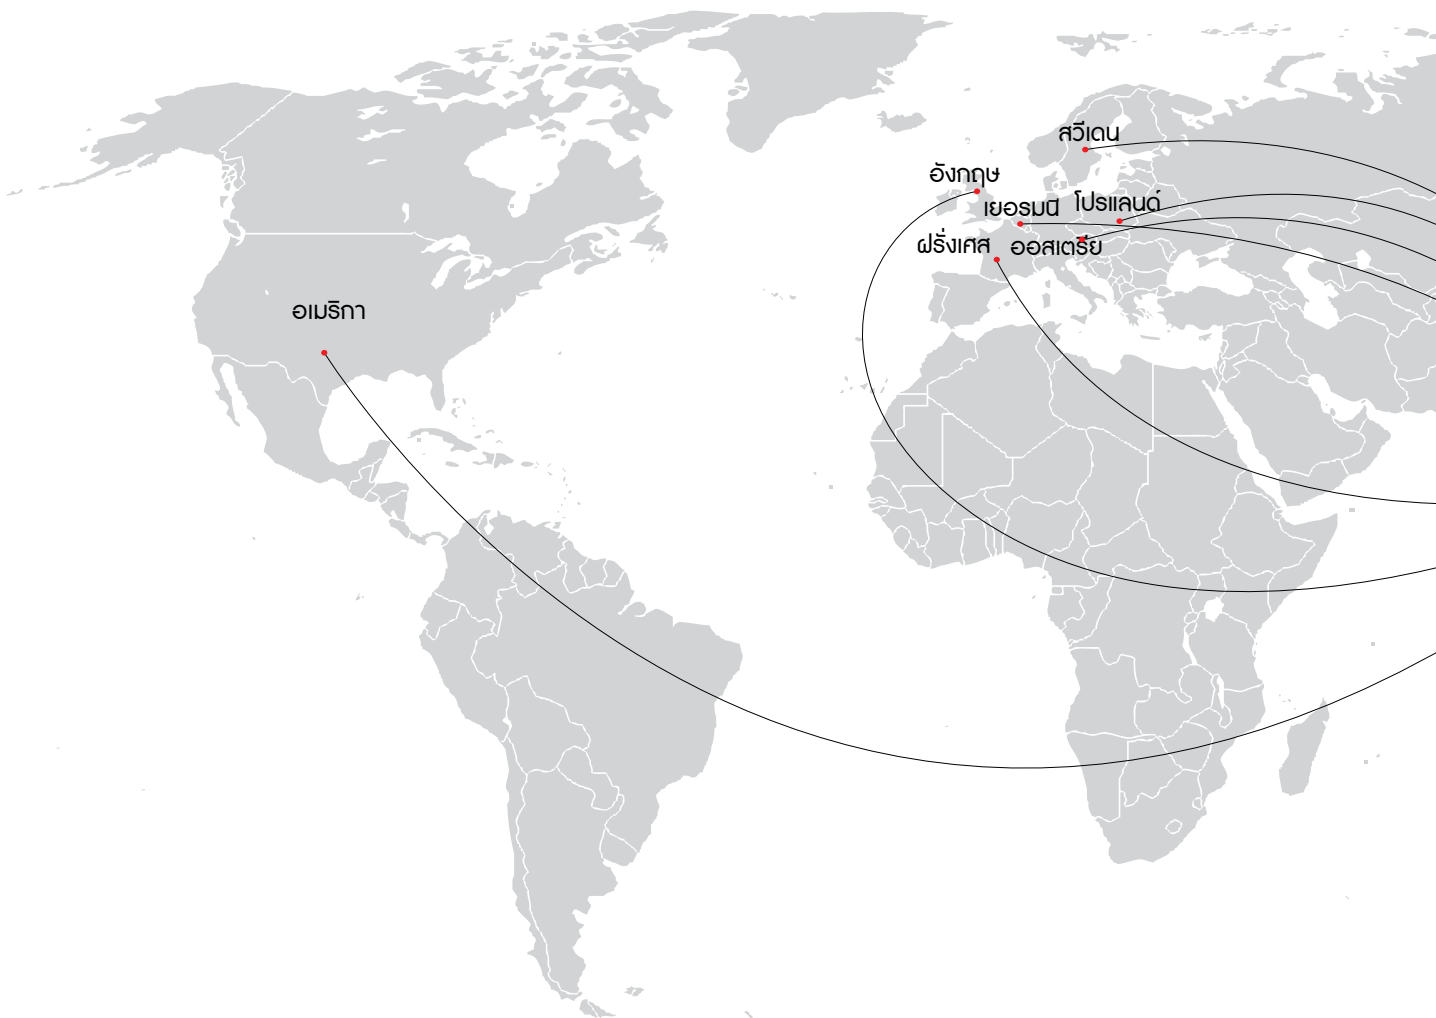 สวีเดน
อังกฤษ
เยอรมนี
โปรแลนด์
ฝรั่งเศส
ออสเตรีย
อเมริกา